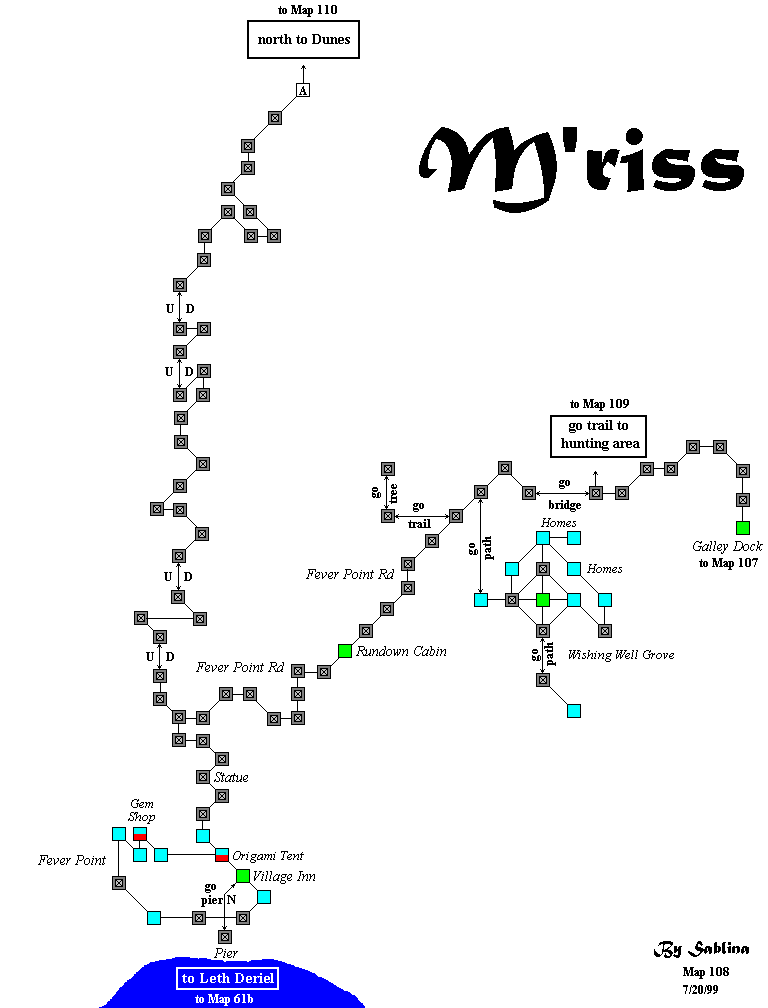 to Map 110
north to Dunes
A
M'riss
U D
U D
to Map 109
go trail to
hunting area
go
tree
go
trail
go
bridge
Homes
Galley Dock
to Map 107
go
path
Homes
Fever Point Rd
U D
Rundown Cabin
U D
go
path
Wishing Well Grove
Fever Point Rd
Statue
Gem
Shop
Fever Point
Origami Tent
Village Inn
go
pier N
Pier
to Leth Deriel
to Map 61b
By Sablina
Map 108
7/20/99